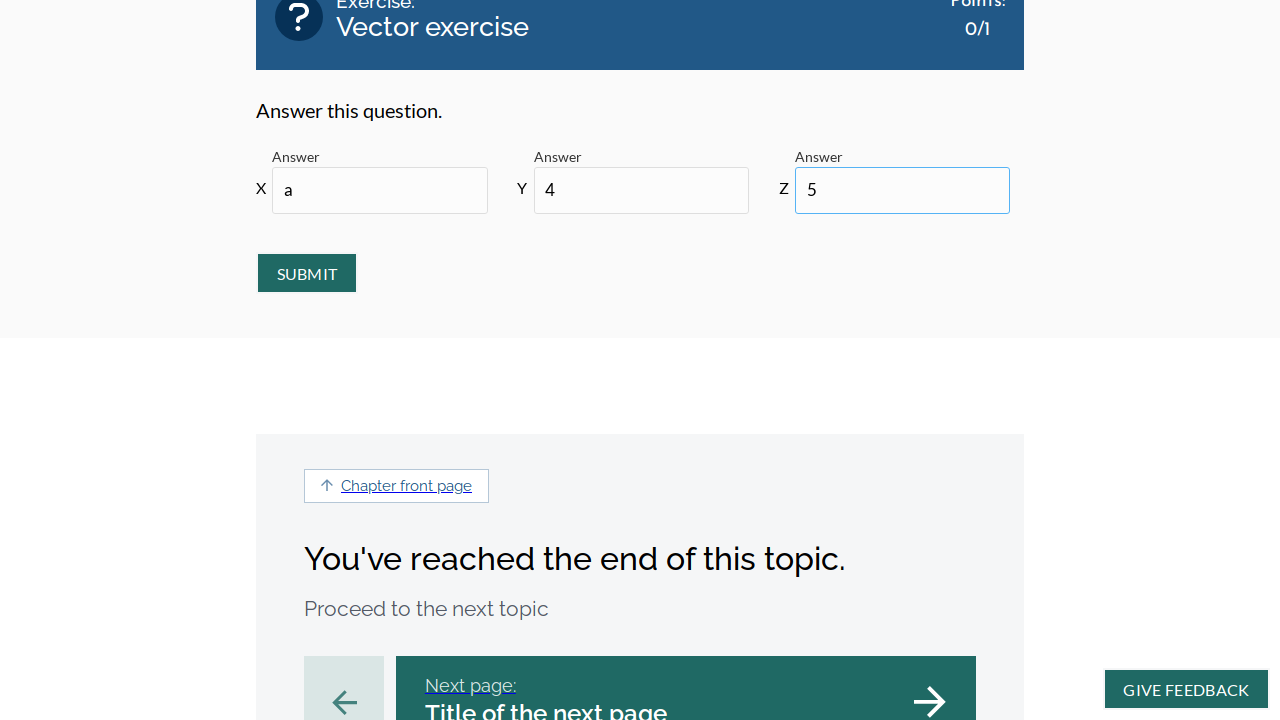 Exercise:
Vector exercise
Points:
0/1
Answer this question.
Answer
Answer
Answer
X a Y 4 Z 5
SUBMIT
Chapter front page
You've reached the end of this topic.
Proceed to the next topic
Next page:
Title of the next page
GIVE FEEDBACK